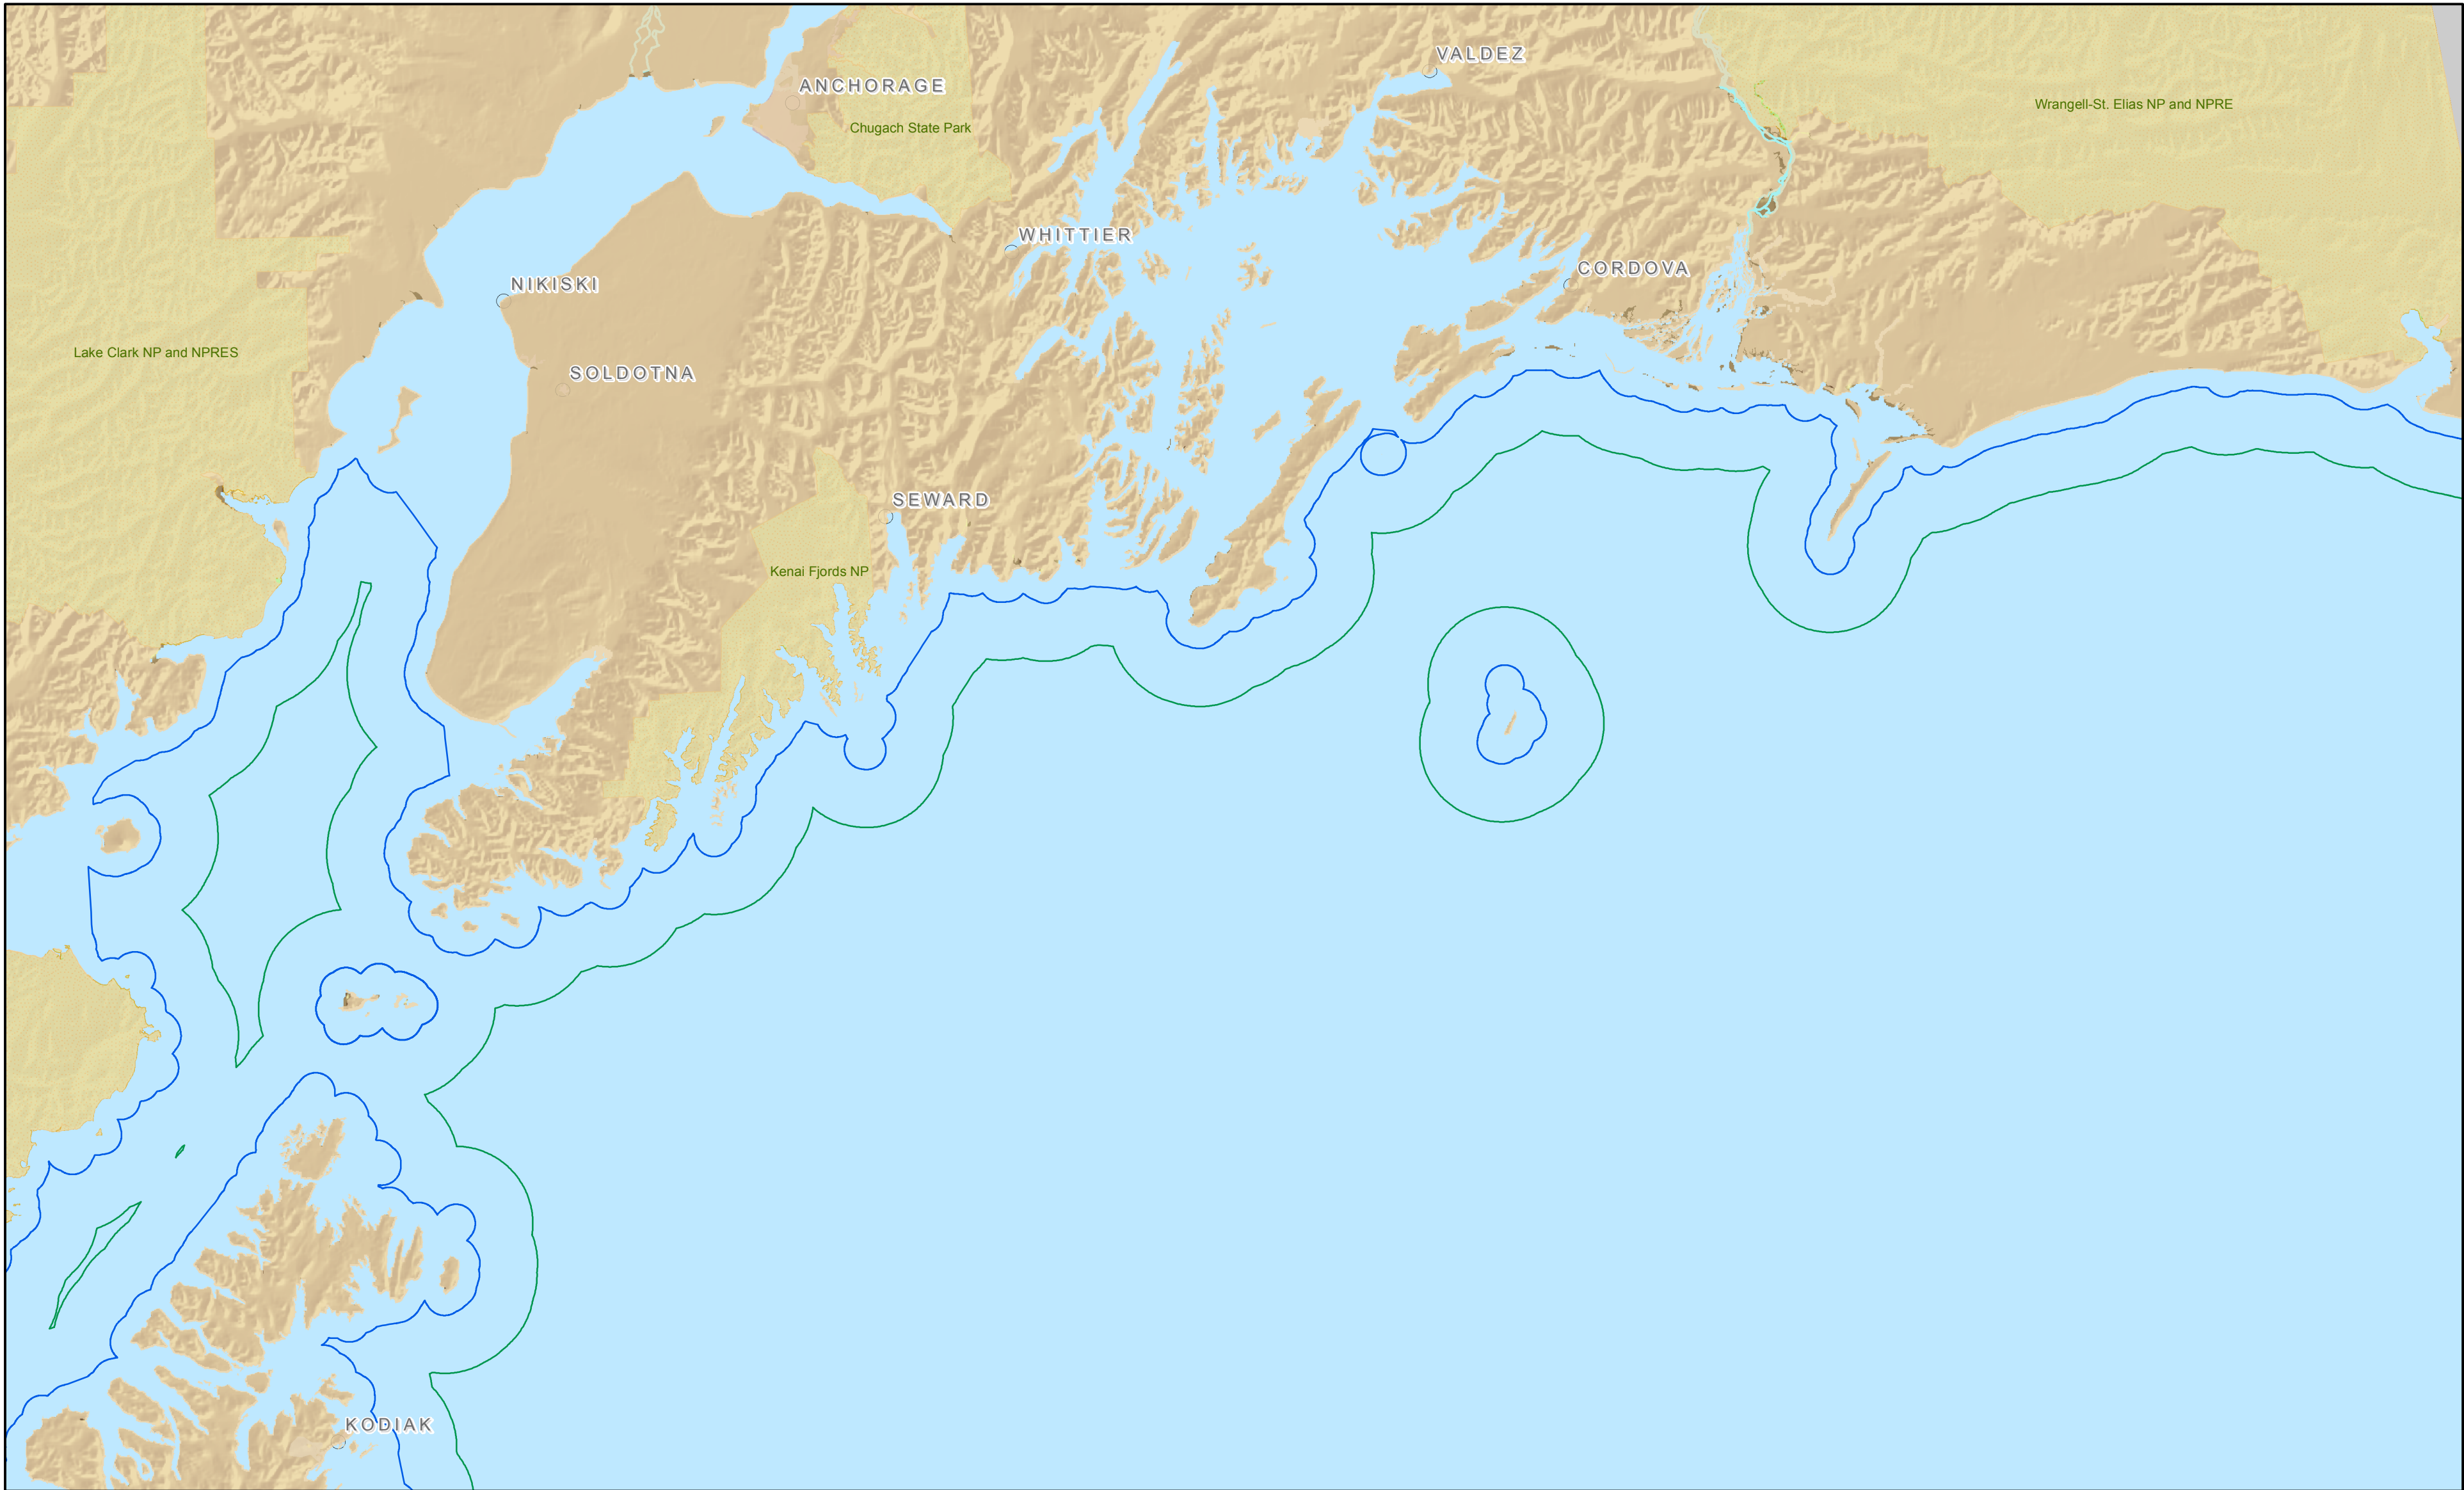 VALDEZ
ANCHORAGE
Wrangell-St. Elias NP and NPRE
Chugach State Park
WHITTIER
CORDOVA
NIKISKI
Lake Clark NP and NPRES
SOLDOTNA
SEWARD
Kenai Fjords NP
KODIAK